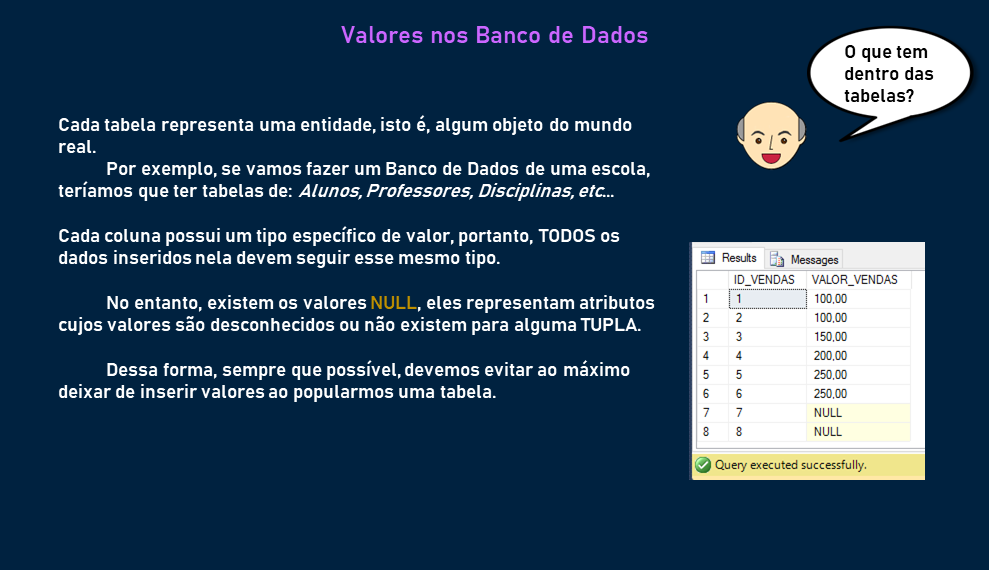 Valores nos Banco de Dados
O que tem
dentro das
tabelas?
Cada tabela representa uma entidade, isto é, algum objeto do mundo
real.
Por exemplo, se vamos fazer um Banco de Dados de uma escola,
teríamos que ter tabelas de: Alunos, Professores, Disciplinas, etc...
Cada coluna possui um tipo específico de valor, portanto, TODOS os
dados inseridos nela devem seguir esse mesmo tipo.
No entanto, existem os valores NULL, eles representam atributos
cujos valores são desconhecidos ou não existem para alguma TUPLA.
Dessa forma, sempre que possível, devemos evitar ao máximo
deixar de inserir valores ao popularmos uma tabela.
Results Messages
ID_VENDAS VALOR_VENDAS
1 1 100,00
2 2 100,00
3 3 150,00
4 4 200,00
5 5 250,00
6 6 250,00
7 7 NULL
8 8 NULL
Query executed successfully.